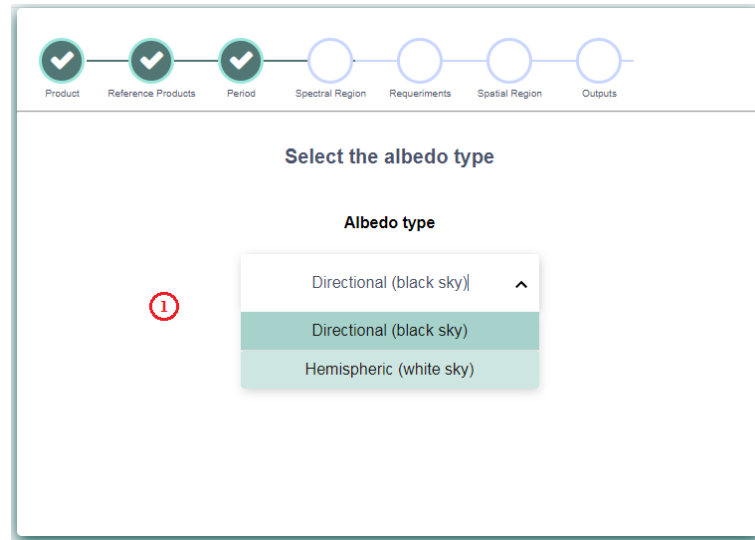 Product Reference Products Period Spectral Region Requeriments Spatial Region Outputs
Select the albedo type
Albedo type
Directional (black sky)
1
Directional (black sky)
Hemispheric (white sky)